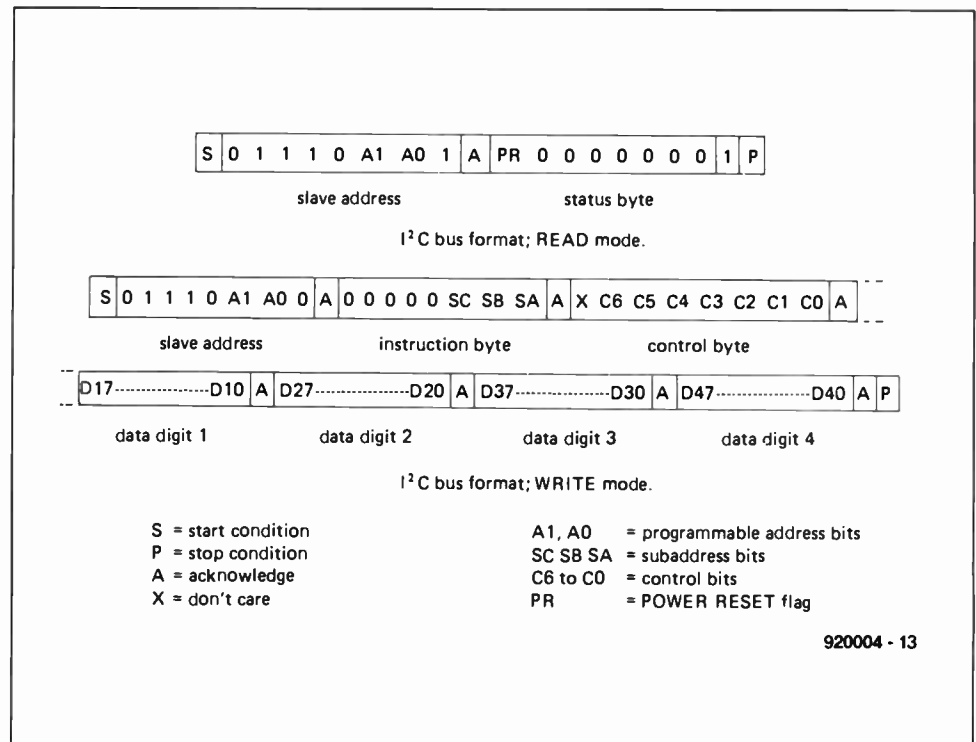 S 0 1 1 1 0 A1 A0 1 A PR 0 0 0 0 0 0 0 1 P
slave address status byte
I²C bus format; READ mode.
S 0 1 1 1 0 A1 A0 0 A 0 0 0 0 0 SC SB SA A X C6 C5 C4 C3 C2 C1 C0 A
slave address instruction byte control byte
D17-----------------D10 A D27-----------------D20 A D37-----------------D30 A D47-----------------D40 A P
data digit 1 data digit 2 data digit 3 data digit 4
I²C bus format; WRITE mode.
S = start condition A1, A0 = programmable address bits
P = stop condition SC SB SA = subaddress bits
A = acknowledge C6 to C0 = control bits
X = don't care PR = POWER RESET flag
920004 - 13